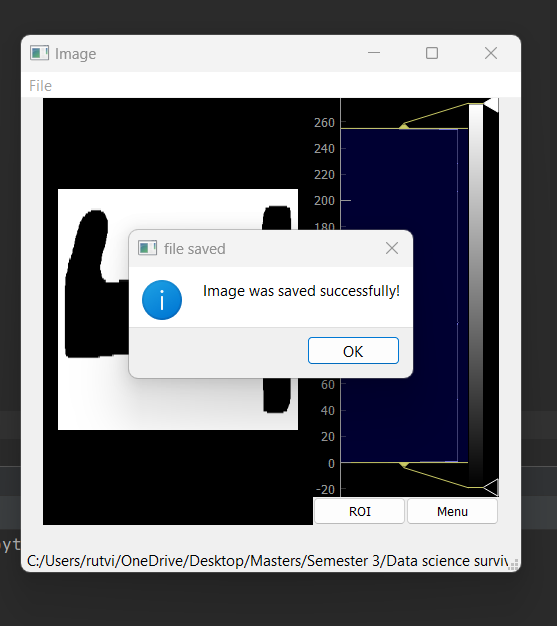 Image
File
260
240
220
200
180
file saved
Image was saved successfully!
OK
60
40
20
0
-20
ROI
Menu
C:/Users/rutvi/OneDrive/Desktop/Masters/Semester 3/Data science surviv